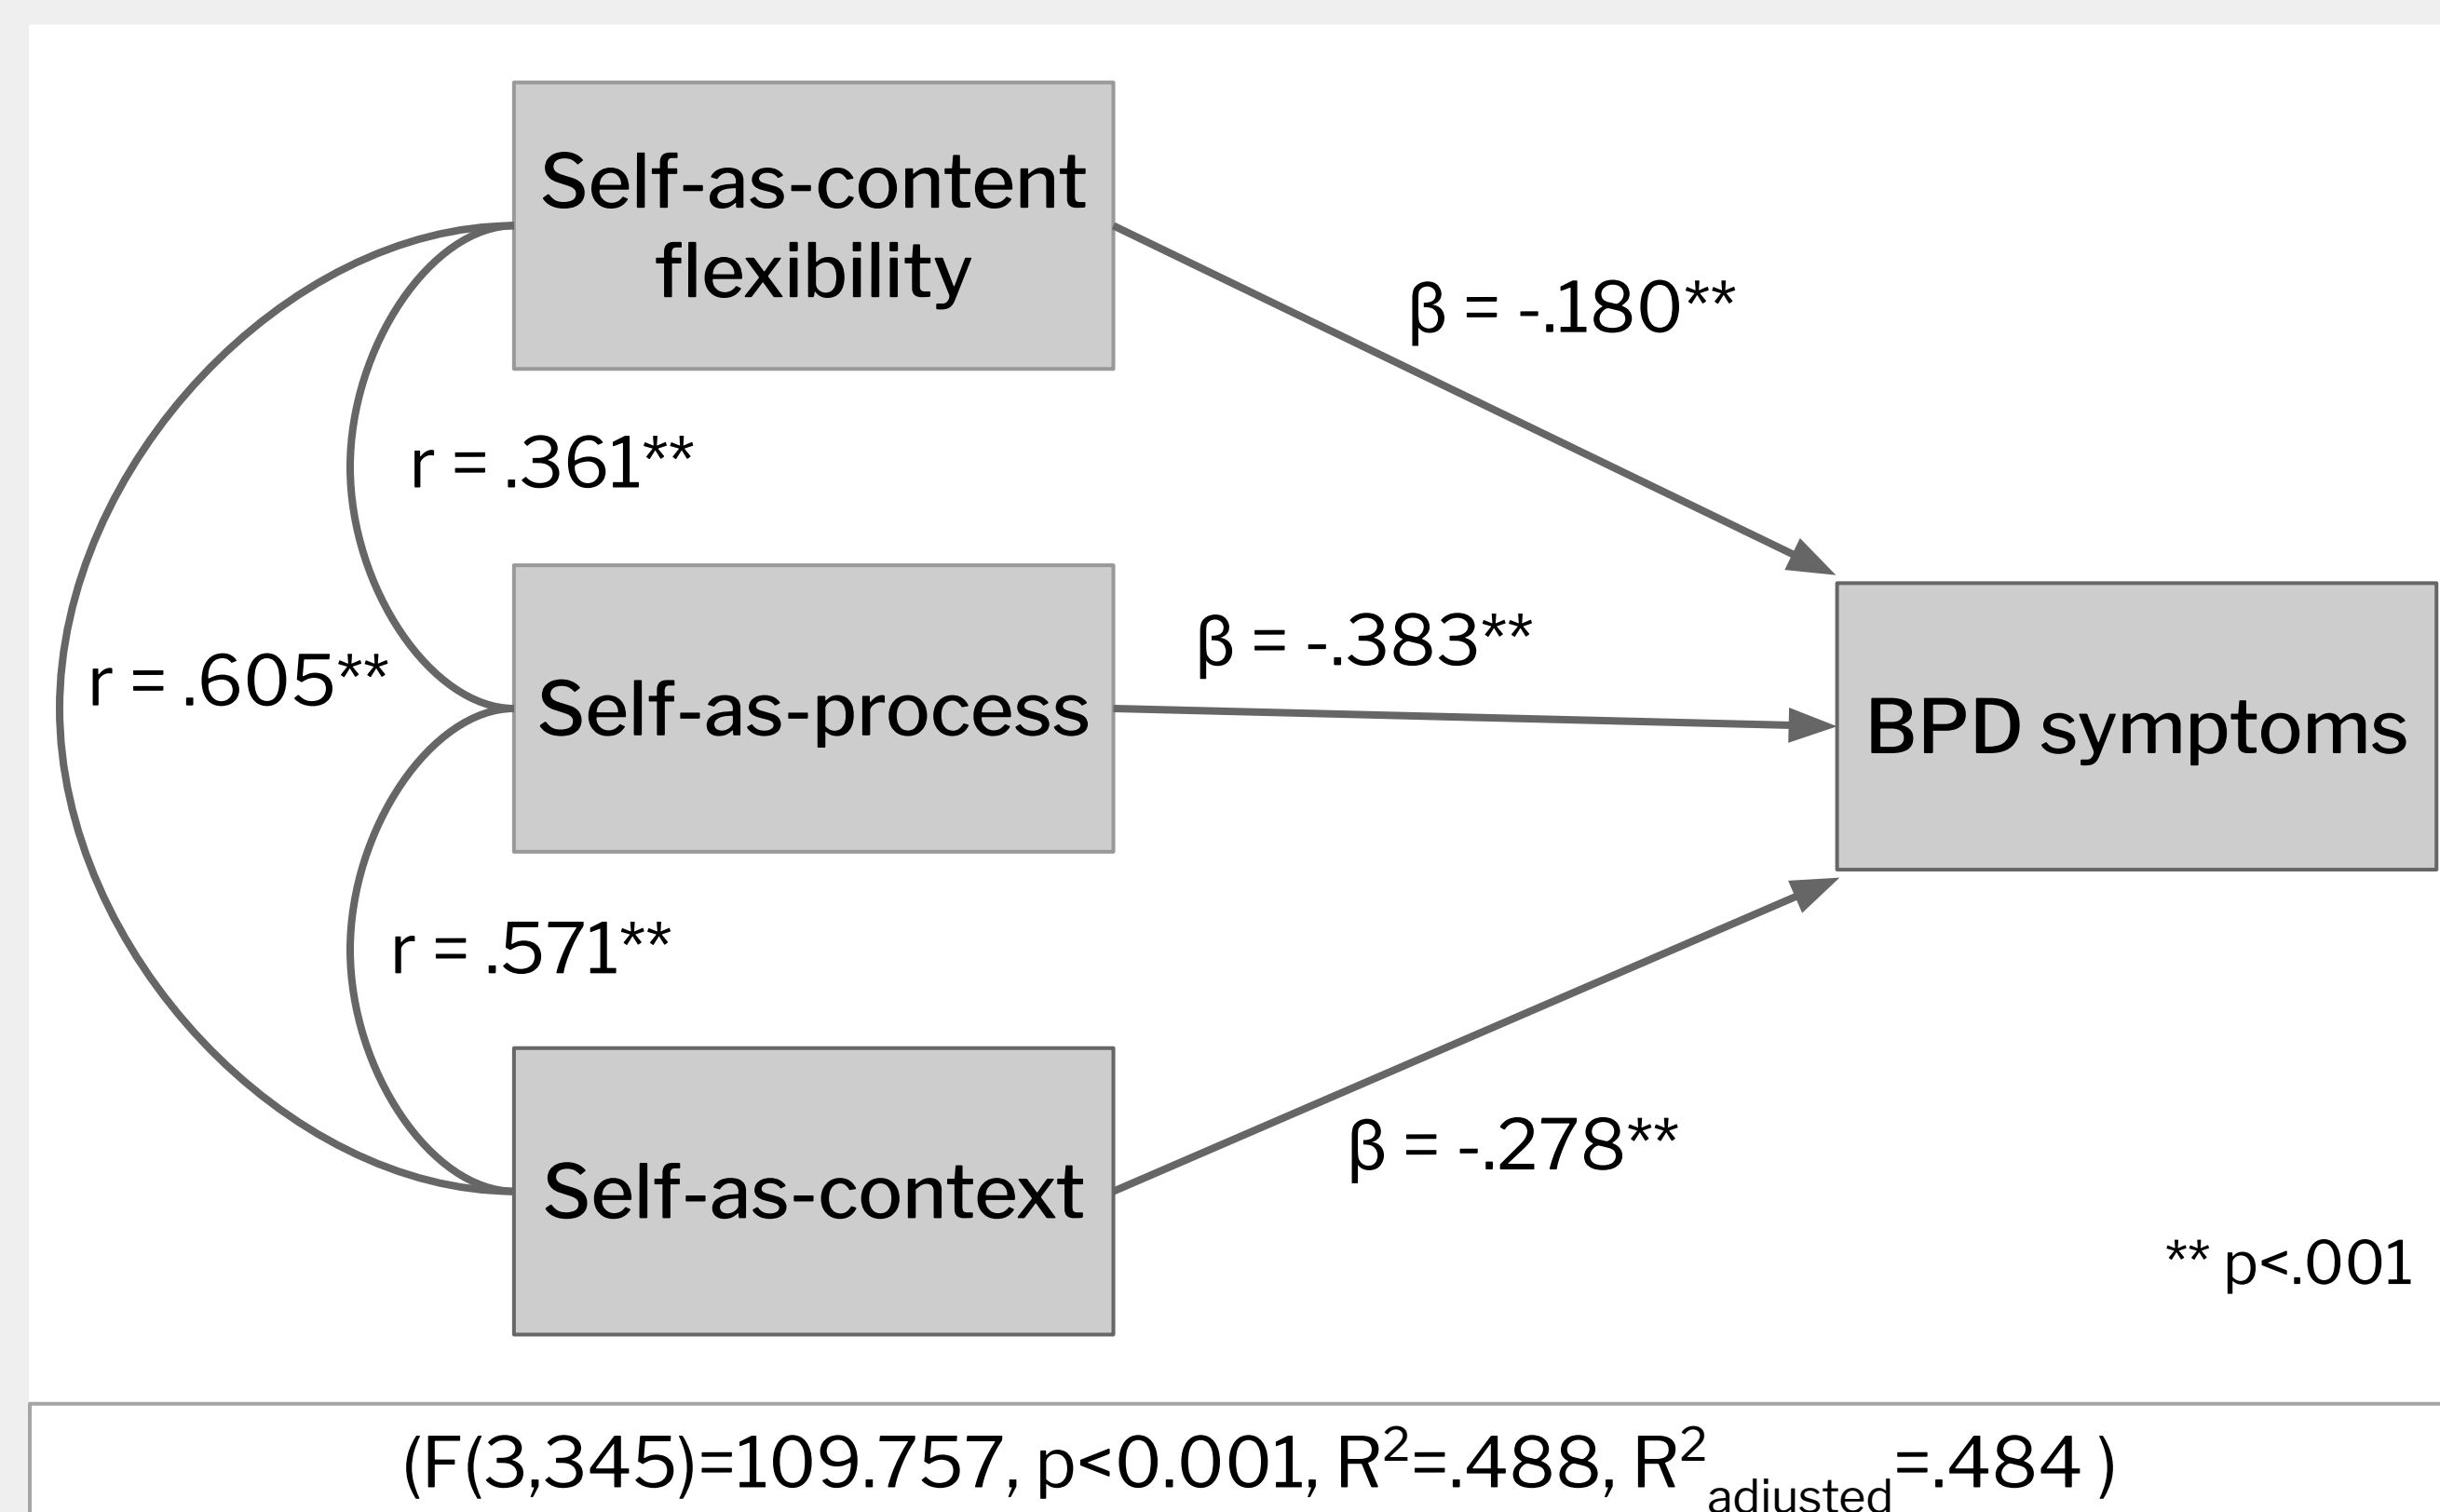 Self-as-content
flexibility
β = -.180**
r = .361**
β = -.383**
r = .605**
Self-as-process
BPD symptoms
r = .571**
β = -.278**
Self-as-context
** p<.001
(F(3,345)=109.757, p<0.001, R²=.488, R²adjusted=.484 )